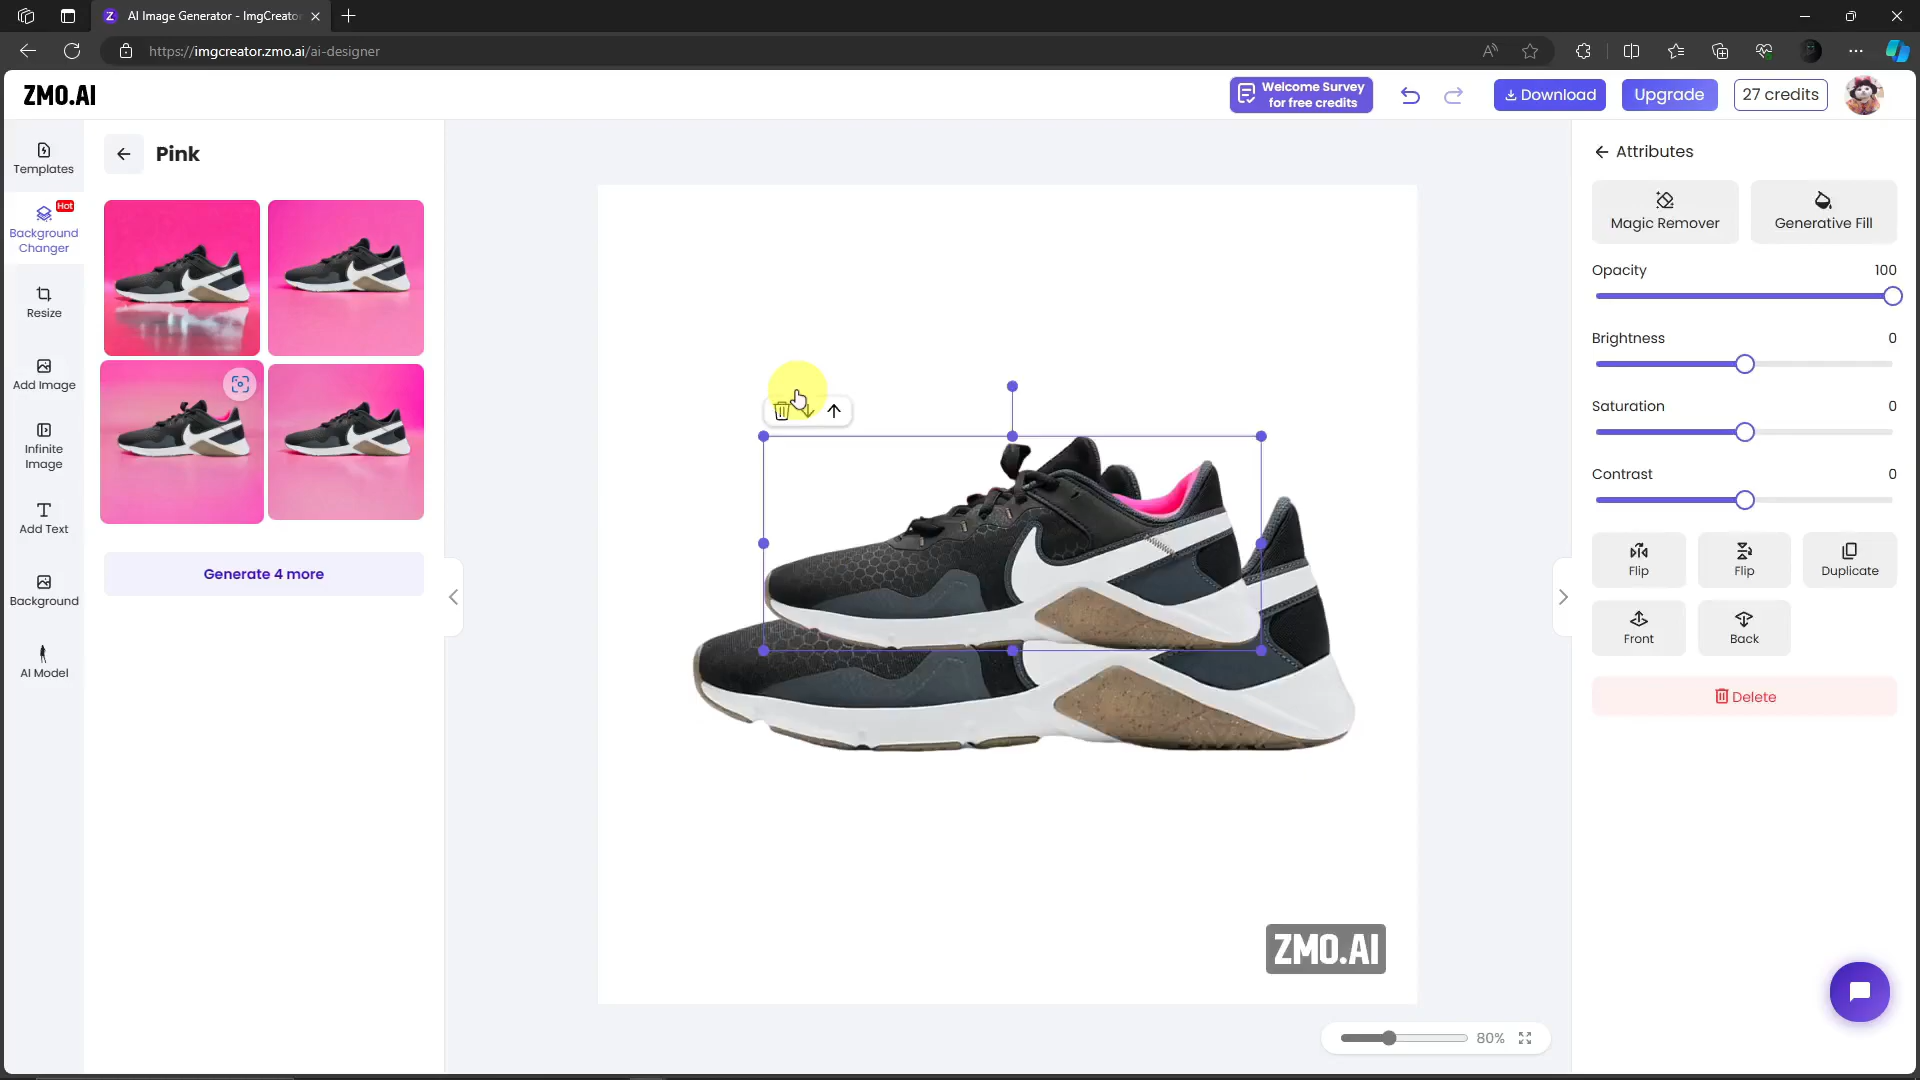 AI Image Generator - ImgCreator
https://imgcreator.zmo.ai/ai-designer
ZMO.AI
Welcome Survey
for free credits
Download
Upgrade
27 credits
Templates
Hot
Background
Changer
Resize
Add Image
Infinite
Image
Add Text
Background
AI Model
Pink
Generate 4 more
ZMO.AI
80%
Attributes
Magic Remover
Generative Fill
Opacity
100
Brightness
0
Saturation
0
Contrast
0
Flip
Flip
Duplicate
Front
Back
Delete